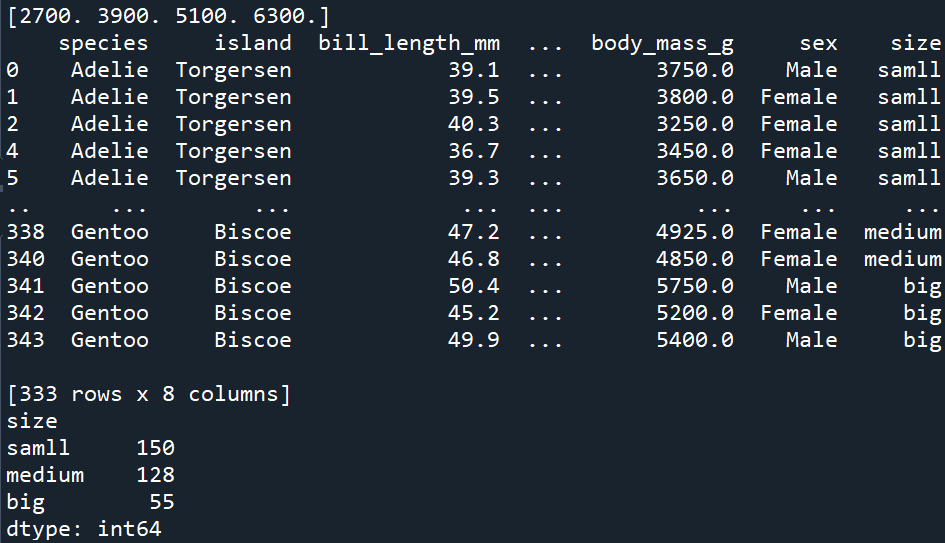 [2700. 3900. 5100. 6300.]
    species     island  bill_length_mm  ...  body_mass_g     sex    size
0    Adelie  Torgersen            39.1  ...       3750.0    Male   samll
1    Adelie  Torgersen            39.5  ...       3800.0  Female   samll
2    Adelie  Torgersen            40.3  ...       3250.0  Female   samll
4    Adelie  Torgersen            36.7  ...       3450.0  Female   samll
5    Adelie  Torgersen            39.3  ...       3650.0    Male   samll
..      ...        ...             ...  ...          ...     ...     ...
338  Gentoo     Biscoe            47.2  ...       4925.0  Female  medium
340  Gentoo     Biscoe            46.8  ...       4850.0  Female  medium
341  Gentoo     Biscoe            50.4  ...       5750.0    Male     big
342  Gentoo     Biscoe            45.2  ...       5200.0  Female     big
343  Gentoo     Biscoe            49.9  ...       5400.0    Male     big
[333 rows x 8 columns]
size
samll     150
medium    128
big        55
dtype: int64